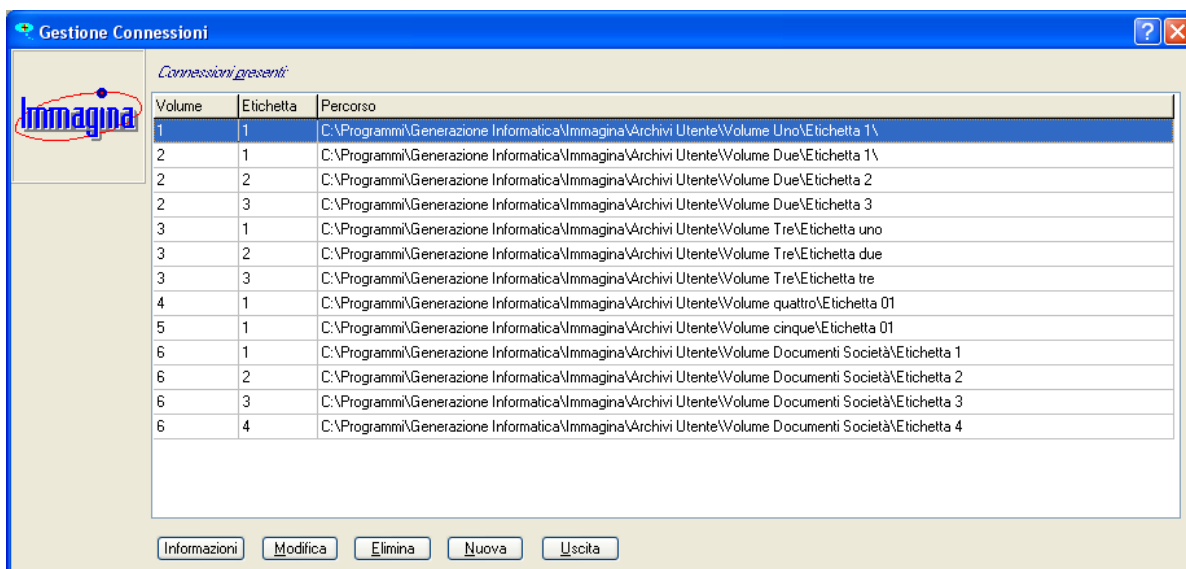 Gestione Connessioni
Immagina
Connessioni presenti:
Volume Etichetta Percorso
1 1 C:\Programmi\Generazione Informatica\Immagina\Archivi Utente\Volume Uno\Etichetta 1\
2 1 C:\Programmi\Generazione Informatica\Immagina\Archivi Utente\Volume Due\Etichetta 1\
2 2 C:\Programmi\Generazione Informatica\Immagina\Archivi Utente\Volume Due\Etichetta 2
2 3 C:\Programmi\Generazione Informatica\Immagina\Archivi Utente\Volume Due\Etichetta 3
3 1 C:\Programmi\Generazione Informatica\Immagina\Archivi Utente\Volume Tre\Etichetta uno
3 2 C:\Programmi\Generazione Informatica\Immagina\Archivi Utente\Volume Tre\Etichetta due
3 3 C:\Programmi\Generazione Informatica\Immagina\Archivi Utente\Volume Tre\Etichetta tre
4 1 C:\Programmi\Generazione Informatica\Immagina\Archivi Utente\Volume quattro\Etichetta 01
5 1 C:\Programmi\Generazione Informatica\Immagina\Archivi Utente\Volume cinque\Etichetta 01
6 1 C:\Programmi\Generazione Informatica\Immagina\Archivi Utente\Volume Documenti Società\Etichetta 1
6 2 C:\Programmi\Generazione Informatica\Immagina\Archivi Utente\Volume Documenti Società\Etichetta 2
6 3 C:\Programmi\Generazione Informatica\Immagina\Archivi Utente\Volume Documenti Società\Etichetta 3
6 4 C:\Programmi\Generazione Informatica\Immagina\Archivi Utente\Volume Documenti Società\Etichetta 4
Informazioni Modifica Elimina Nuova Uscita